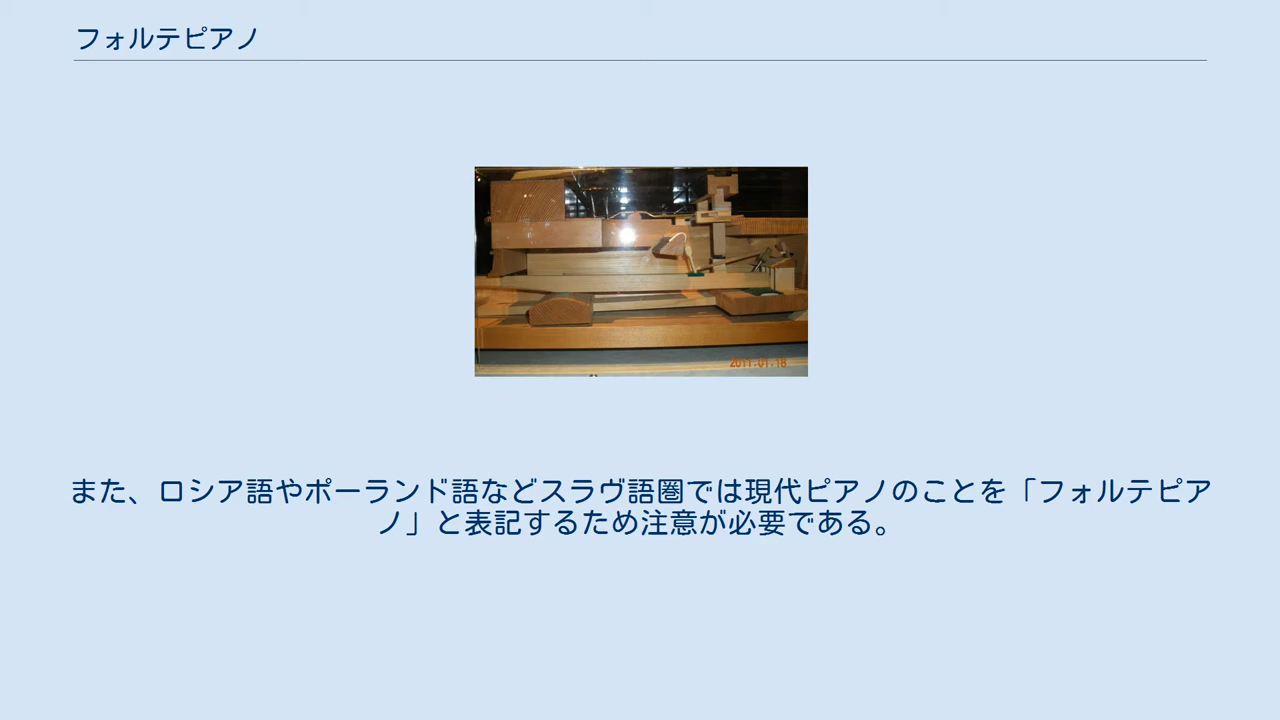 フォルテピアノ
2011.01.18
また、ロシア語やポーランド語などスラヴ語圏では現代ピアノのことを「フォルテピア
ノ」と表記するため注意が必要である。